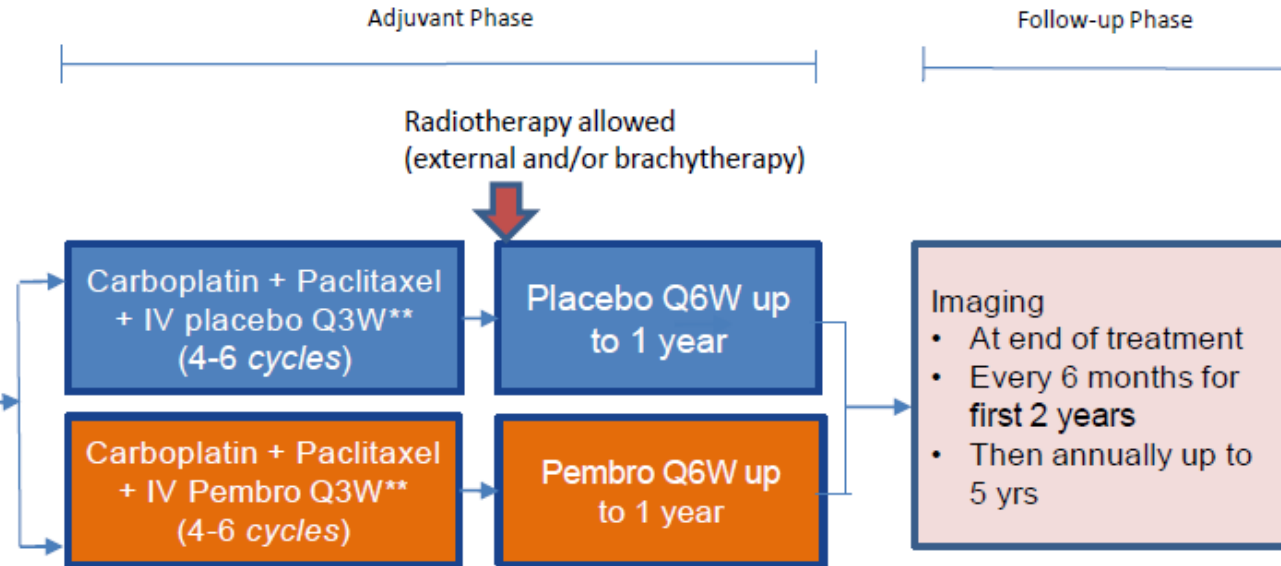 Adjuvant Phase
Follow-up Phase
Radiotherapy allowed
(external and/or brachytherapy)
Carboplatin + Paclitaxel
+ IV placebo Q3W**
(4-6 cycles)
Placebo Q6W up
to 1 year
Carboplatin + Paclitaxel
+ IV Pembro Q3W**
(4-6 cycles)
Pembro Q6W up
to 1 year
Imaging
• At end of treatment
• Every 6 months for
first 2 years
• Then annually up to
5 yrs